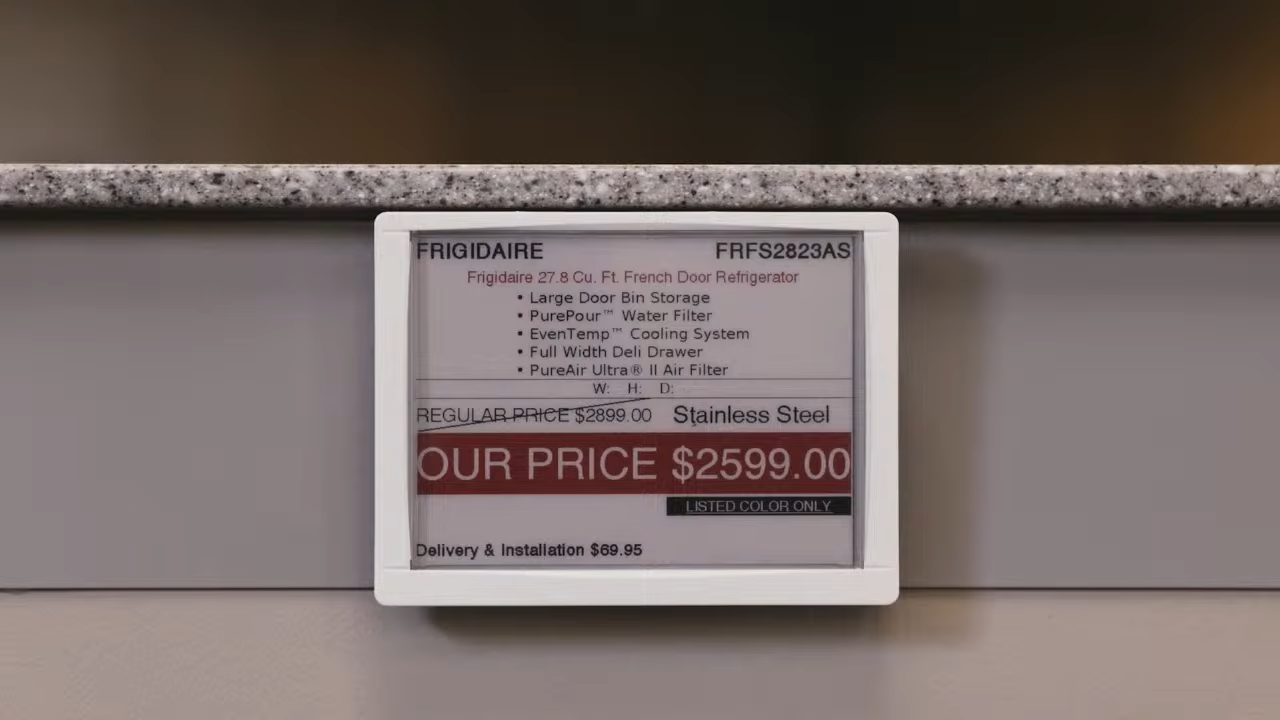 FRIGIDAIRE FRFS2823AS
Frigidaire 27.8 Cu. Ft. French Door Refrigerator
• Large Door Bin Storage
• PurePour™ Water Filter
• EvenTemp™ Cooling System
• Full Width Deli Drawer
• PureAir Ultra® II Air Filter
W: H: D:
REGULAR PRICE $2899.00 Stainless Steel
OUR PRICE $2599.00
LISTED COLOR ONLY
Delivery & Installation $69.95